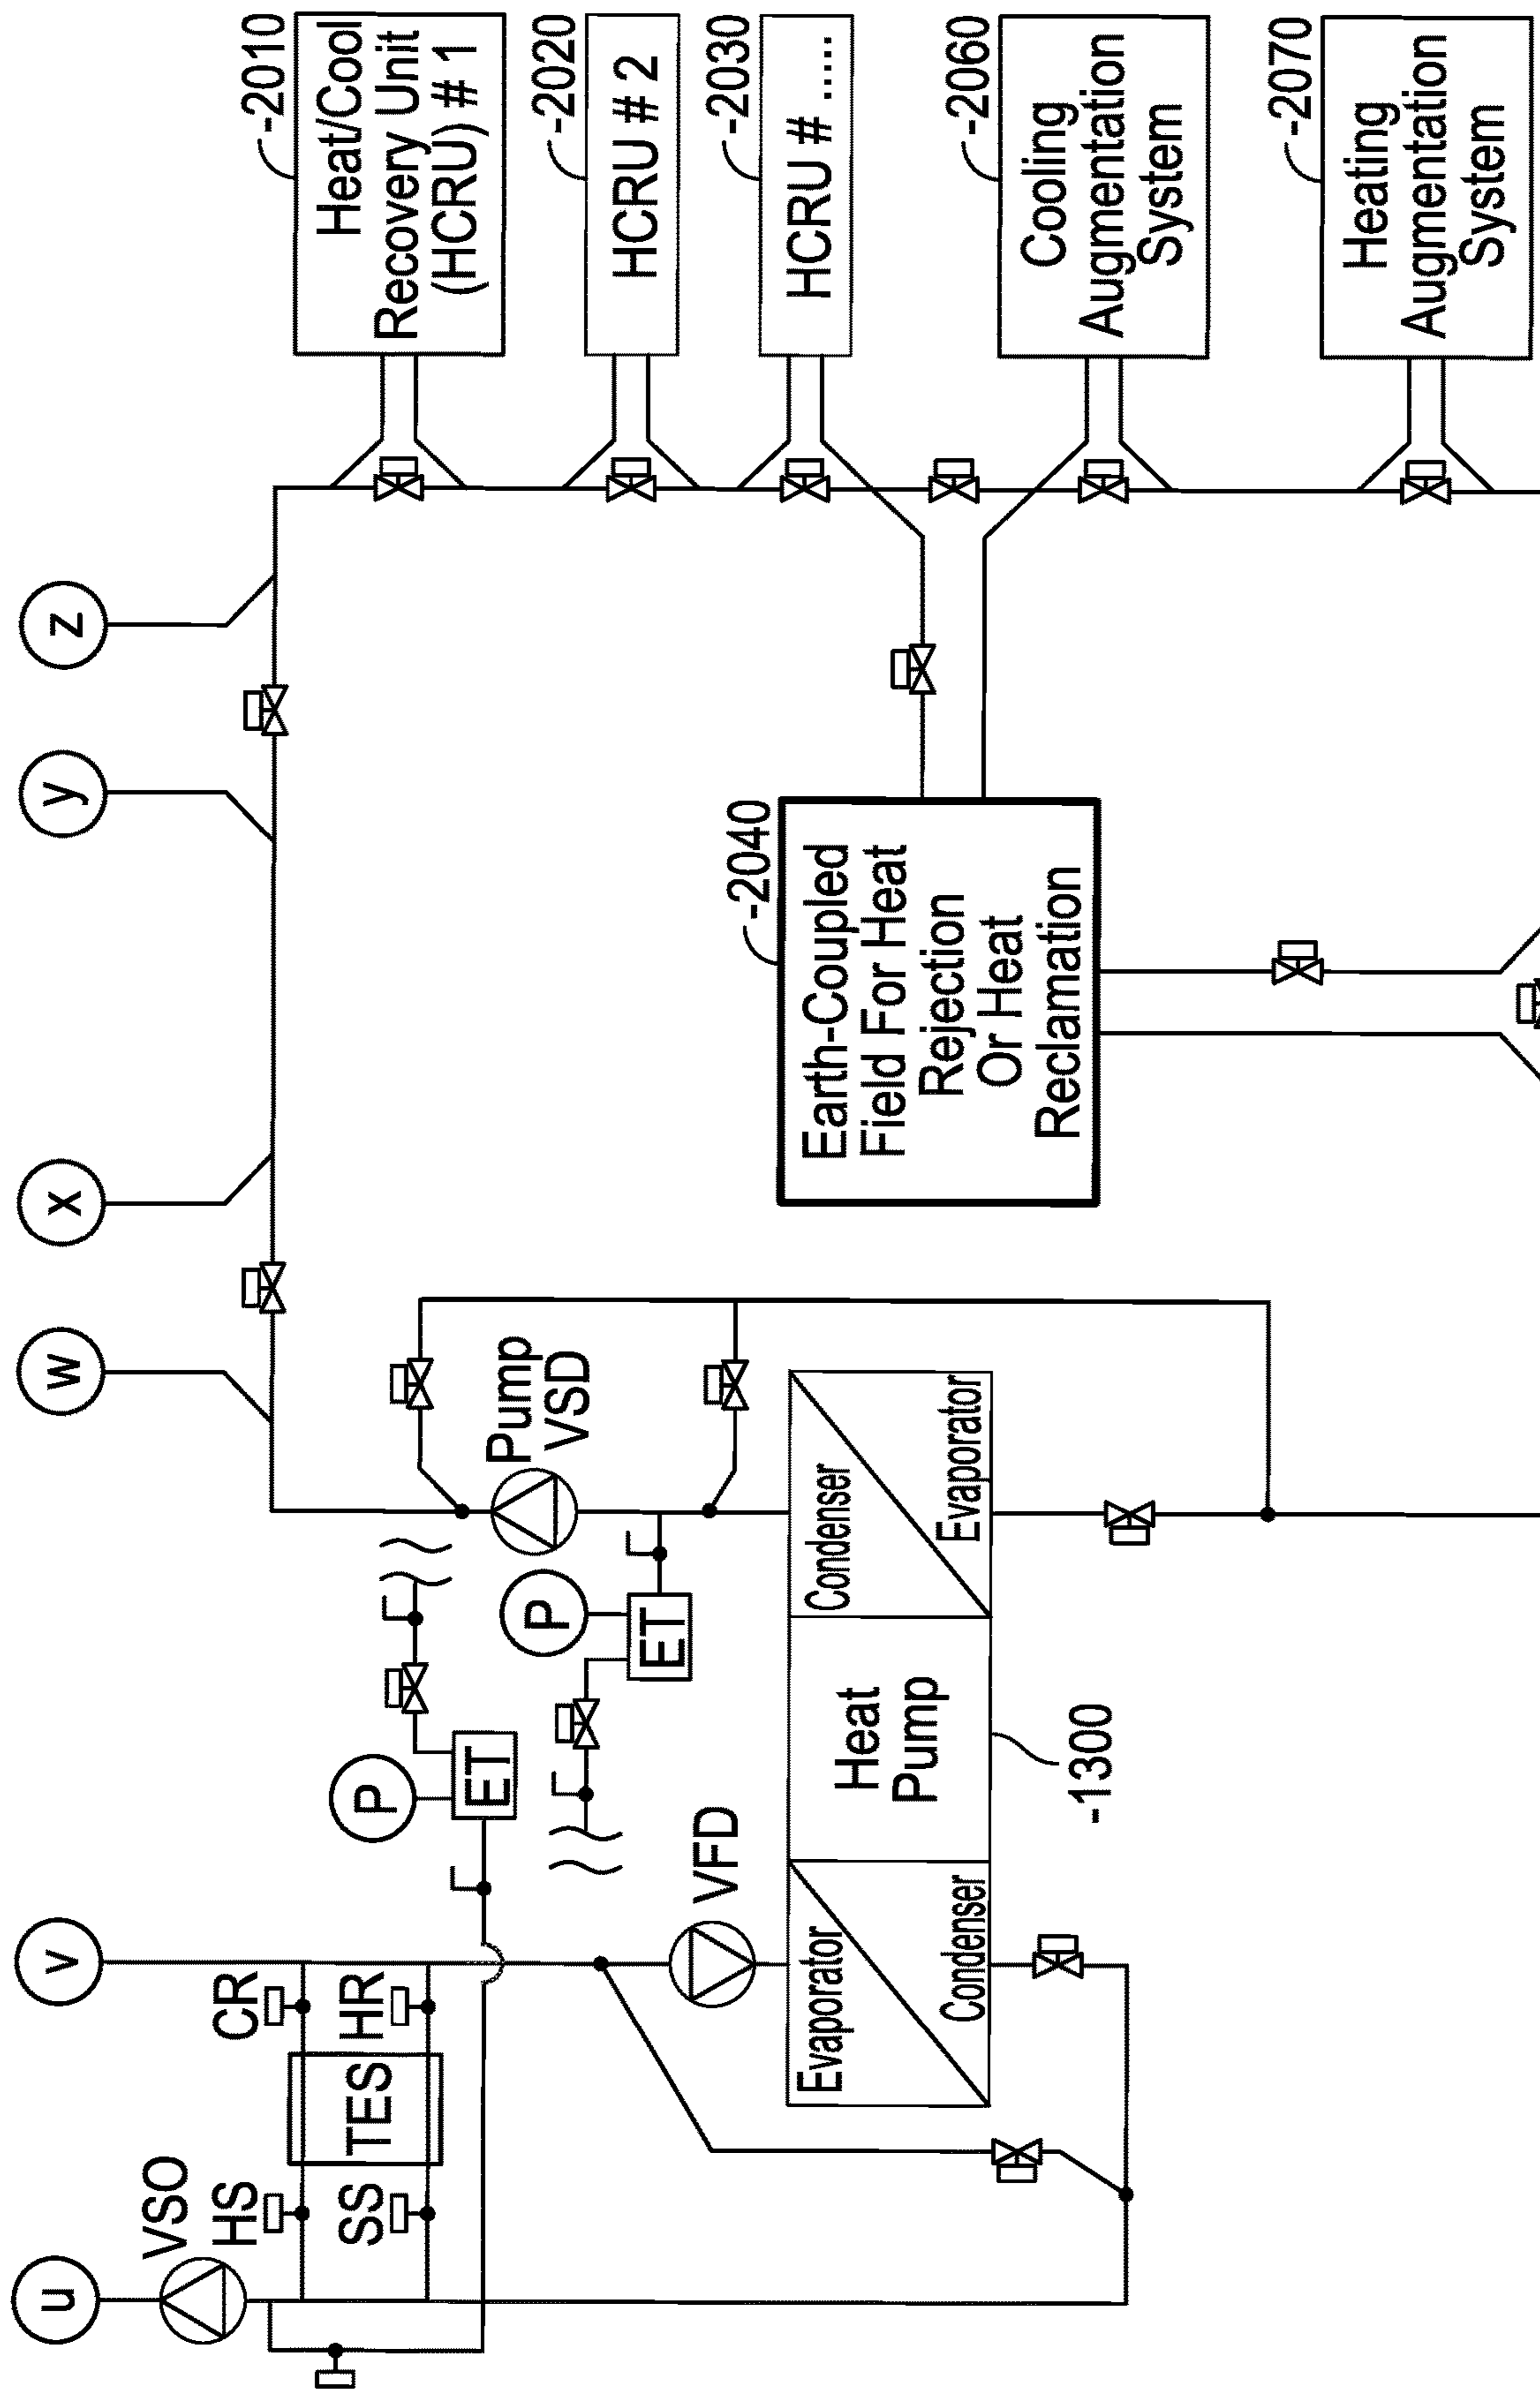 u
v
w
x
y
z
VSO
HS
CR
SS
HR
TES
P
ET
P
ET
VFD
Pump
VSD
Evaporator
Condenser
Heat
Pump
Condenser
Evaporator
-1300
-2040
Earth-Coupled
Field For Heat
Rejection
Or Heat
Reclamation
-2010
Heat/Cool
Recovery Unit
(HCRU) # 1
-2020
HCRU # 2
-2030
HCRU # .....
-2060
Cooling
Augmentation
System
-2070
Heating
Augmentation
System